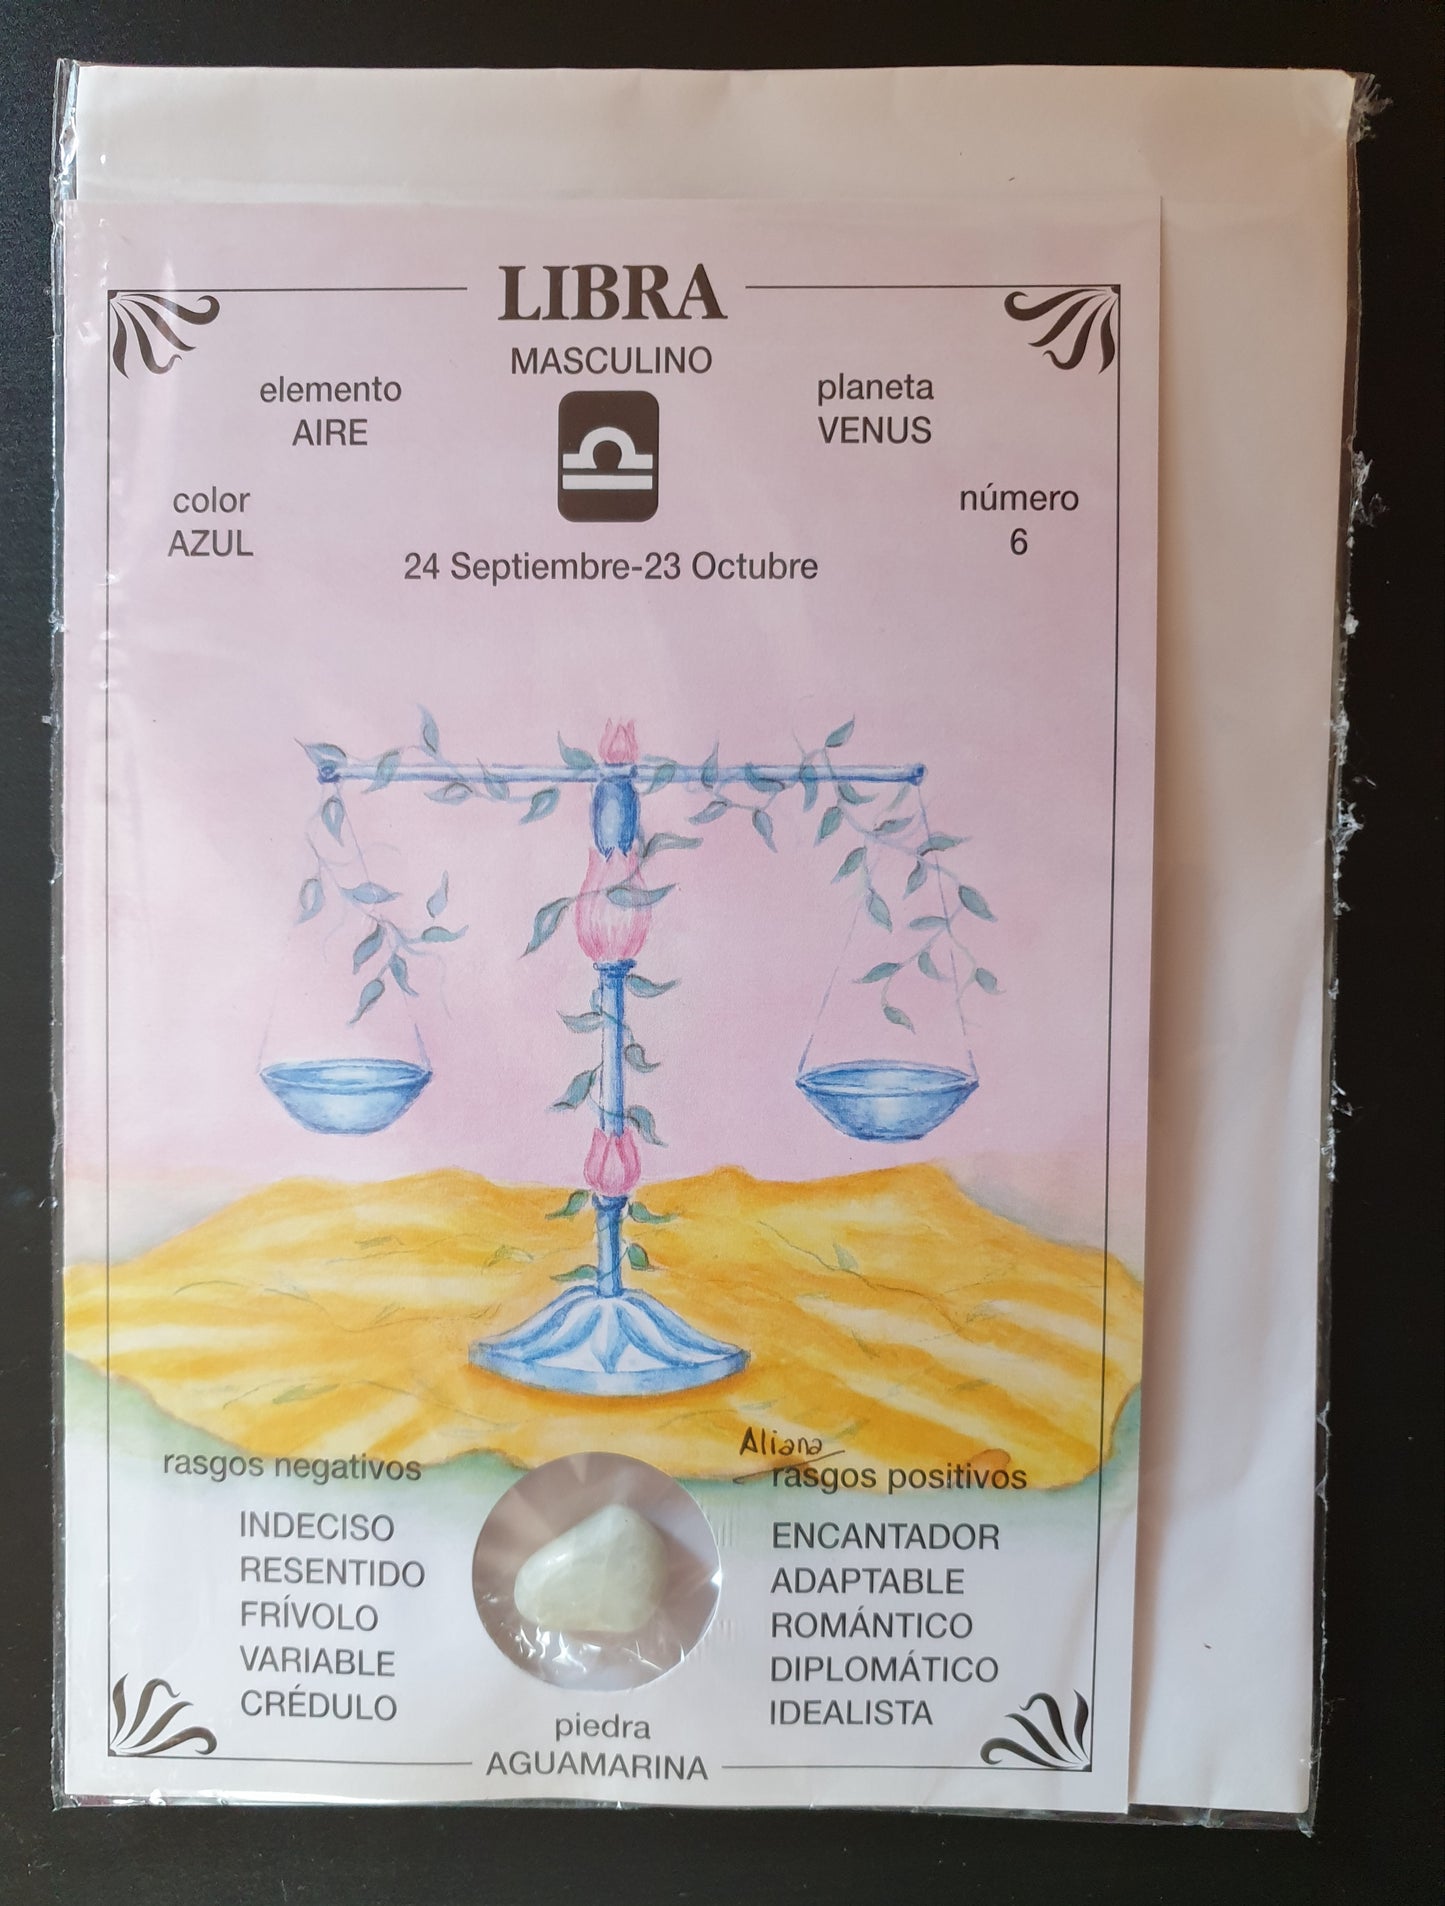 LIBRA
MASCULINO
elemento
AIRE
planeta
VENUS
color
AZUL
número
6
24 Septiembre-23 Octubre
Aliana
rasgos negativos
INDECISO
RESENTIDO
FRÍVOLO
VARIABLE
CRÉDULO
rasgos positivos
ENCANTADOR
ADAPTABLE
ROMÁNTICO
DIPLOMÁTICO
IDEALISTA
piedra
AGUAMARINA